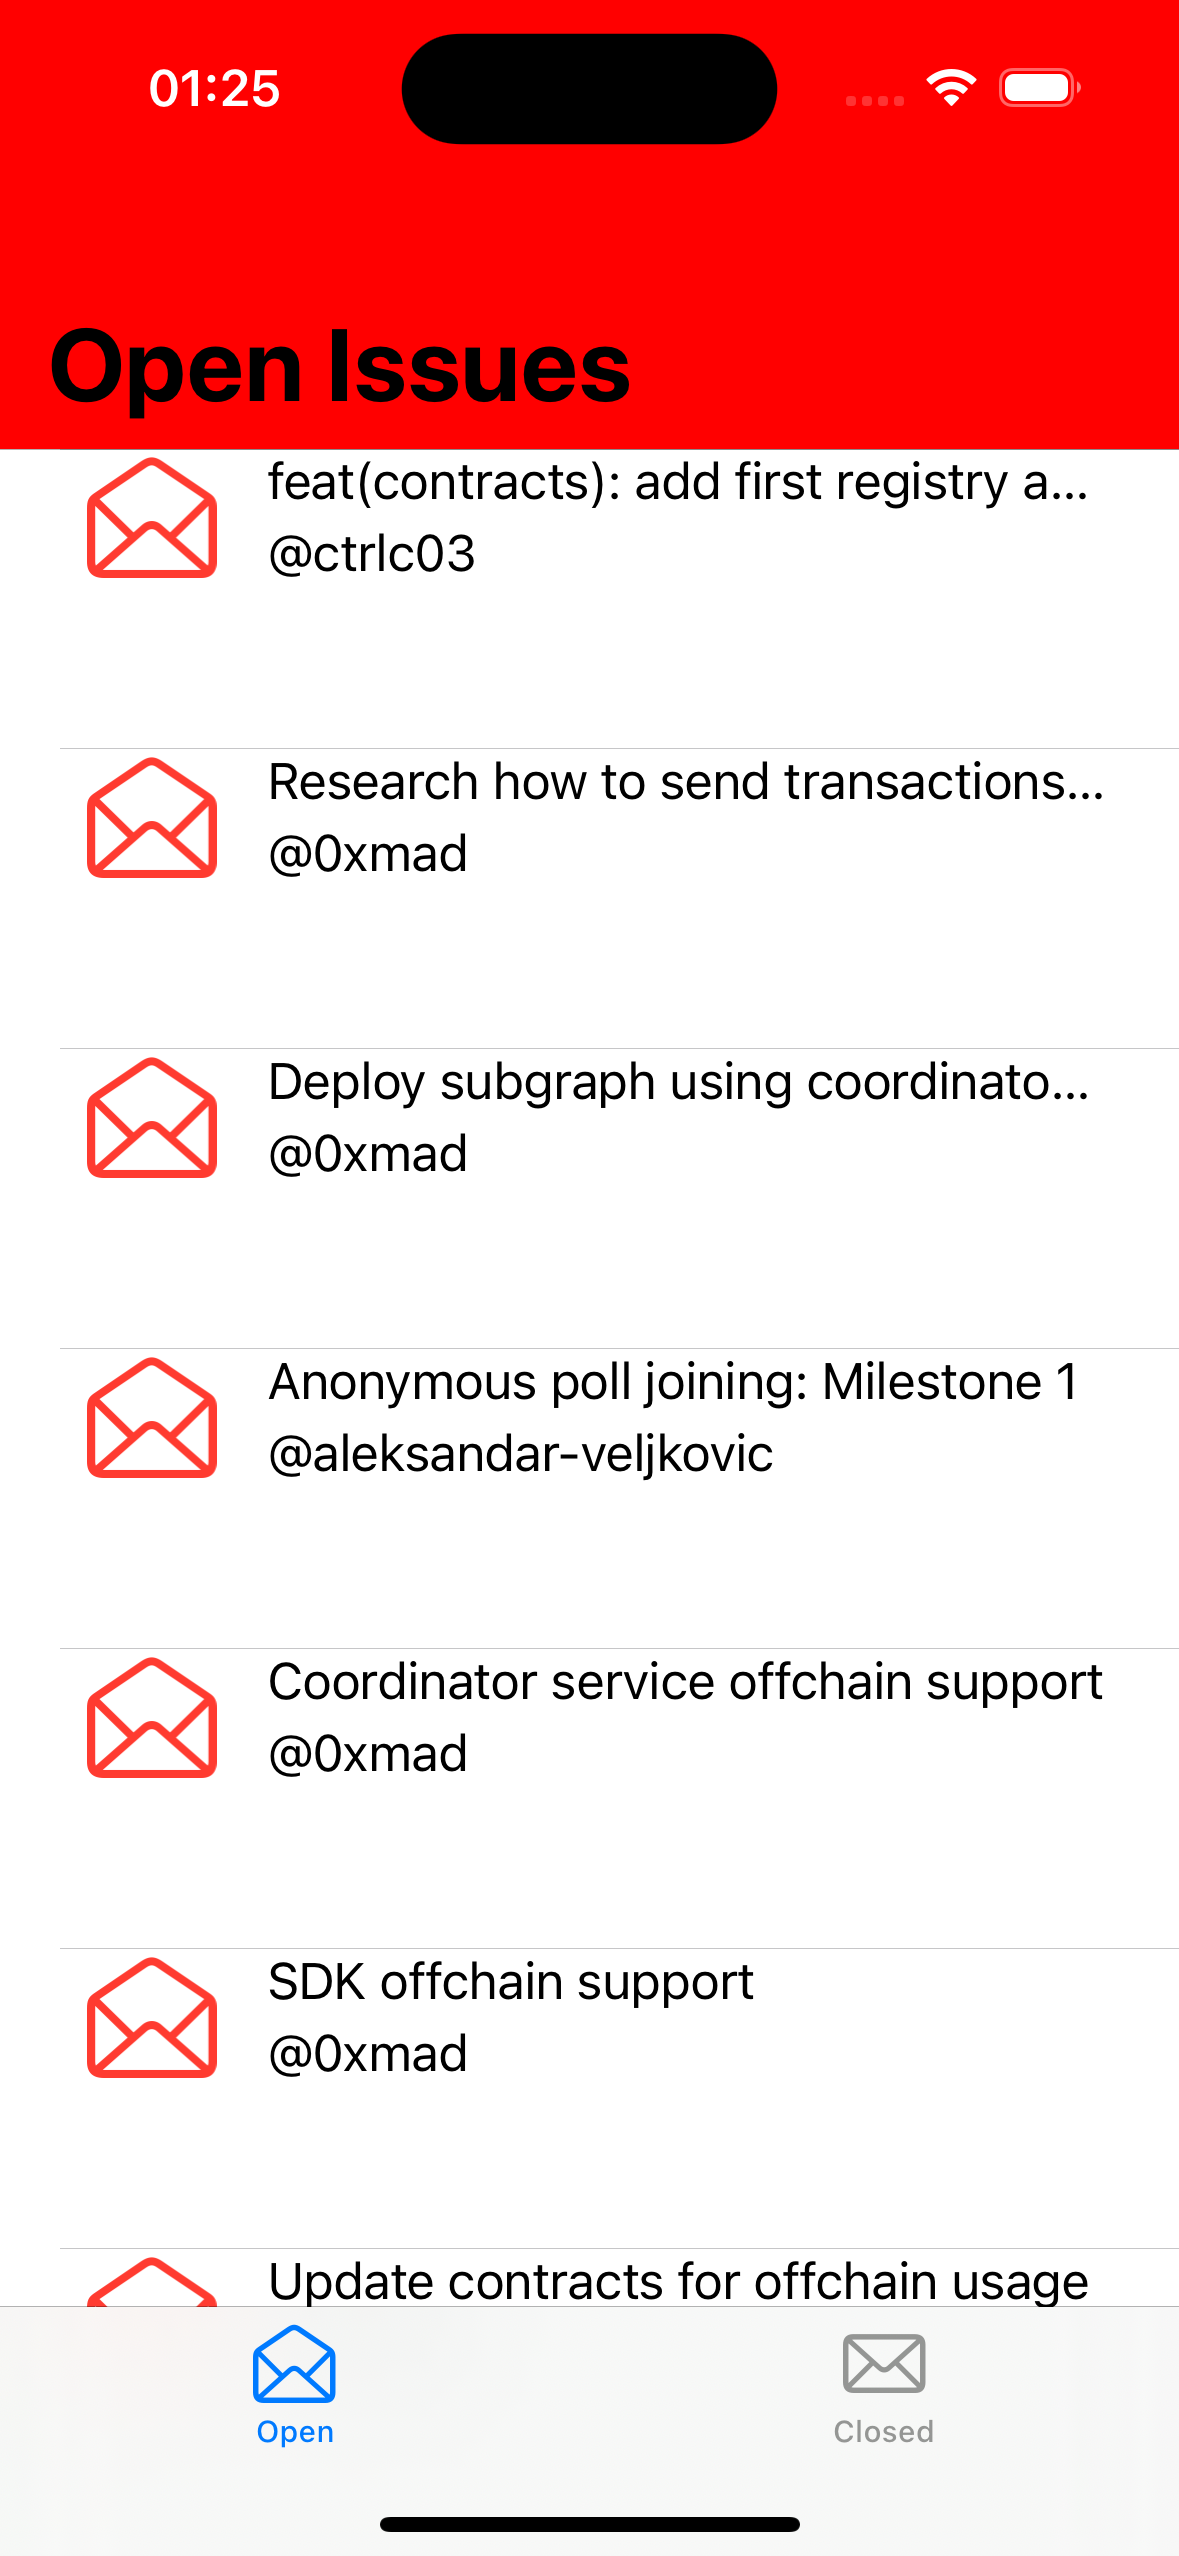 01:25
Open Issues
feat(contracts): add first registry a...
@ctrlc03
Research how to send transactions...
@0xmad
Deploy subgraph using coordinato...
@0xmad
Anonymous poll joining: Milestone 1
@aleksandar-veljkovic
Coordinator service offchain support
@0xmad
SDK offchain support
@0xmad
Update contracts for offchain usage
Open
Closed